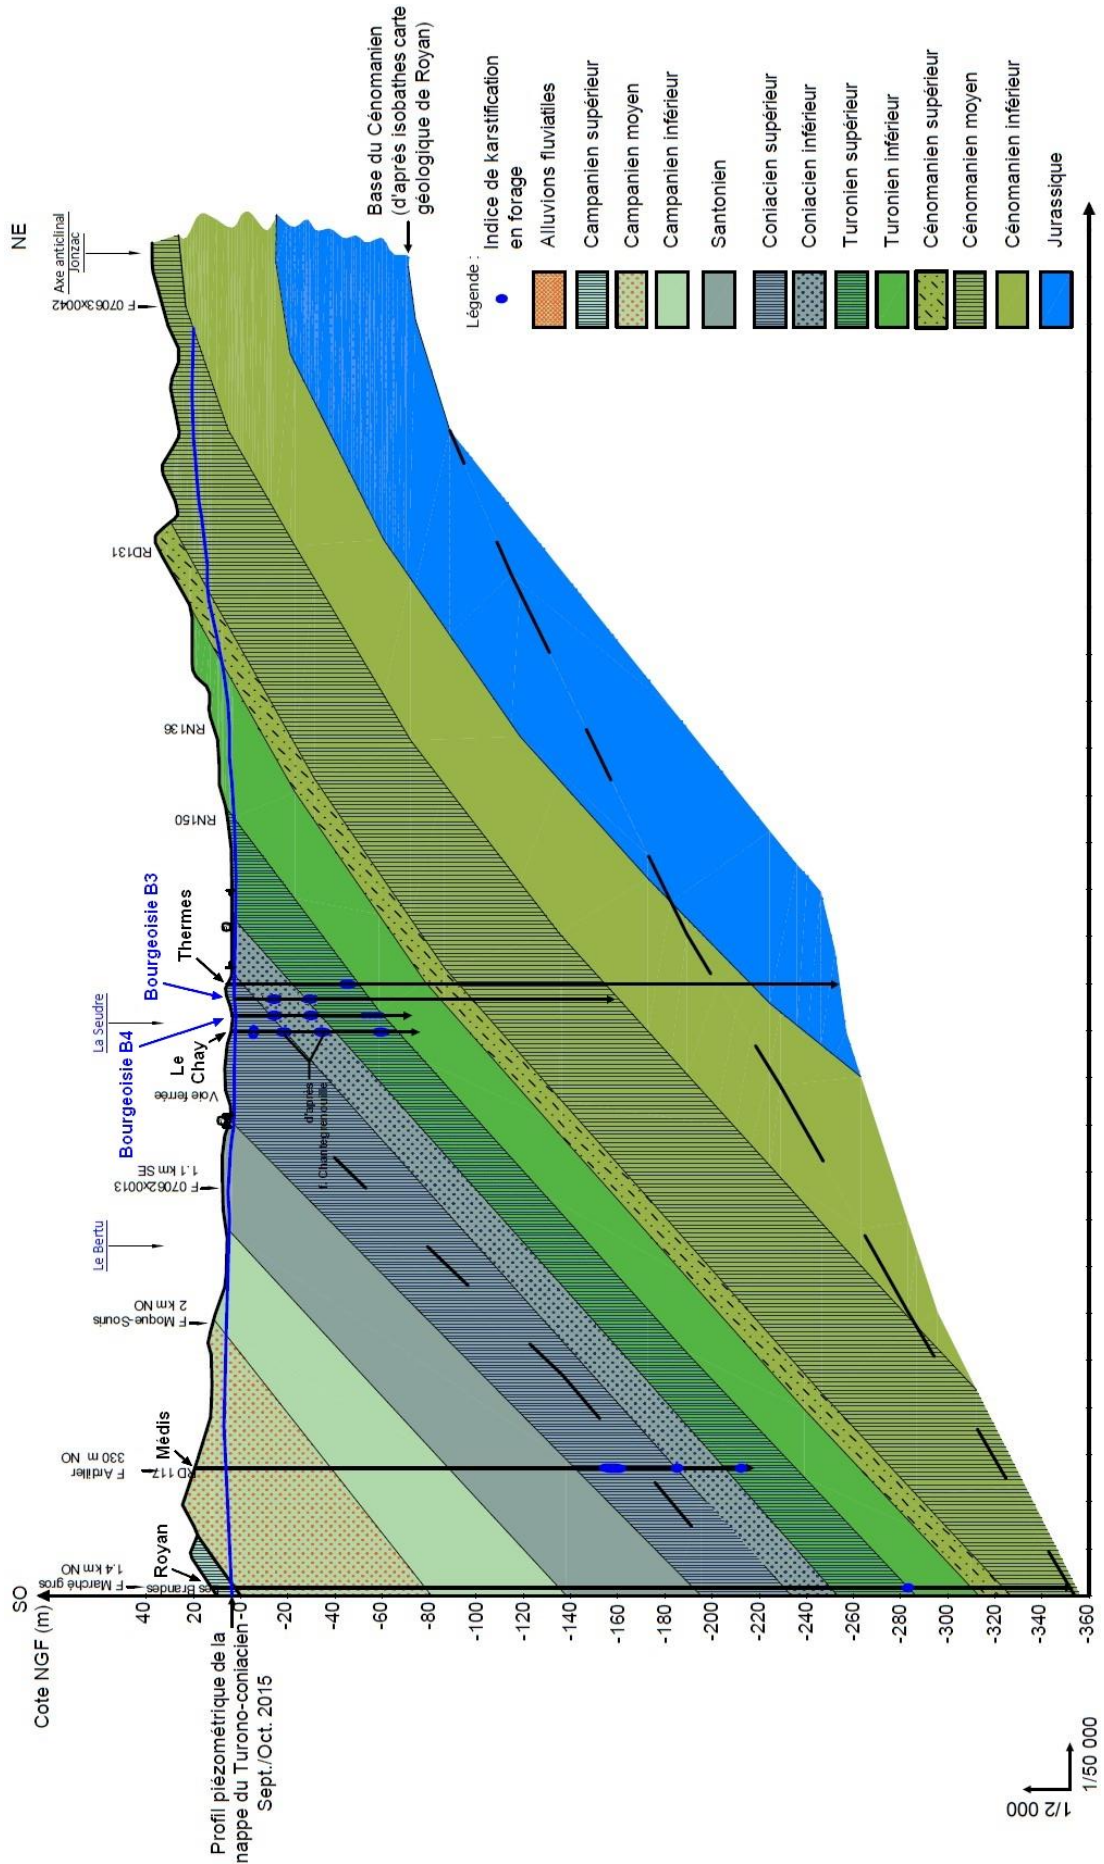 SO
NE
Cote NGF (m)
40
20
0
-20
-40
-60
-80
-100
-120
-140
-160
-180
-200
-220
-240
-260
-280
-300
-320
-340
-360
Profil piézométrique de la
nappe du Turono-coniacien
Sept./Oct. 2015
F Marché gros
1.4 km NO
Les Brandes
Royan
F Ardiller
330 m NO
RD117
Médis
F Moque-Souris
2 km NO
Le Bertu
F 07062x0013
1.1 km SE
Voie ferrée
Le
Chay
Bourgeoisie B4
La Seudre
Bourgeoisie B3
Thermes
d'après
f. Chantegrenouille
RN150
RN136
RD131
F 07063x0042
Axe anticlinal
Jonzac
Base du Cénomanien
(d'après isobathes carte
géologique de Royan)
Légende :
Indice de karstification
en forage
Alluvions fluviatiles
Campanien supérieur
Campanien moyen
Campanien inférieur
Santonien
Coniacien supérieur
Coniacien inférieur
Turonien supérieur
Turonien inférieur
Cénomanien supérieur
Cénomanien moyen
Cénomanien inférieur
Jurassique
1/2 000
1/50 000